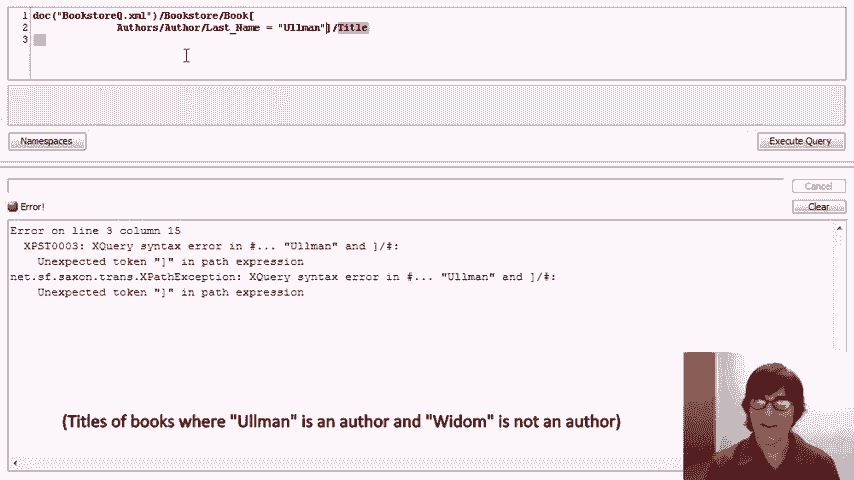 1 doc("BookstoreQ.xml")/Bookstore/Book[
2 Authors/Author/Last_Name = "Ullman"]/Title
3
Namespaces
Execute Query
Cancel
Error!
Clear
Error on line 3 column 15
XPST0003: XQuery syntax error in #... "Ullman" and ]/#:
Unexpected token "]" in path expression
net.sf.saxon.trans.XPathException: XQuery syntax error in #... "Ullman" and ]/#:
Unexpected token "]" in path expression
(Titles of books where "Ullman" is an author and "Widom" is not an author)